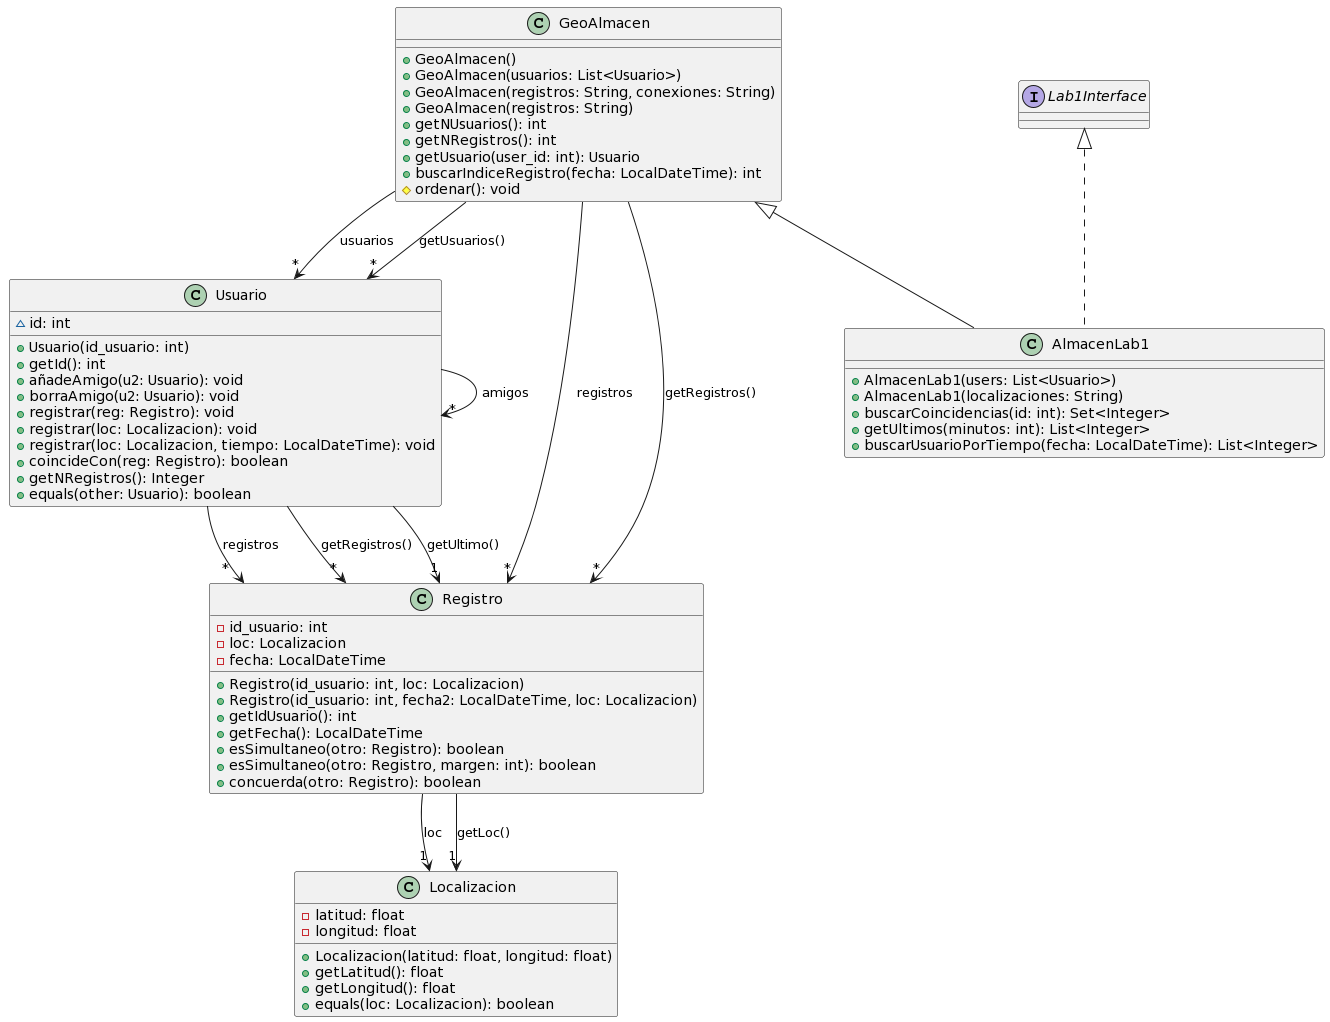 C GeoAlmacen
GeoAlmacen()
GeoAlmacen(usuarios: List<Usuario>)
GeoAlmacen(registros: String, conexiones: String)
GeoAlmacen(registros: String)
getNUsuarios(): int
getNRegistros(): int
getUsuario(user_id: int): Usuario
buscarIndiceRegistro(fecha: LocalDateTime): int
ordenar(): void
I Lab1Interface
usuarios
*
getUsuarios()
*
C Usuario
id: int
Usuario(id_usuario: int)
getId(): int
añadeAmigo(u2: Usuario): void
borraAmigo(u2: Usuario): void
registrar(reg: Registro): void
registrar(loc: Localizacion): void
registrar(loc: Localizacion, tiempo: LocalDateTime): void
coincideCon(reg: Registro): boolean
getNRegistros(): Integer
equals(other: Usuario): boolean
amigos
*
registros
*
getRegistros()
*
C AlmacenLab1
AlmacenLab1(users: List<Usuario>)
AlmacenLab1(localizaciones: String)
buscarCoincidencias(id: int): Set<Integer>
getUltimos(minutos: int): List<Integer>
buscarUsuarioPorTiempo(fecha: LocalDateTime): List<Integer>
registros
*
getRegistros()
*
getUltimo()
1
C Registro
id_usuario: int
loc: Localizacion
fecha: LocalDateTime
Registro(id_usuario: int, loc: Localizacion)
Registro(id_usuario: int, fecha2: LocalDateTime, loc: Localizacion)
getIdUsuario(): int
getFecha(): LocalDateTime
esSimultaneo(otro: Registro): boolean
esSimultaneo(otro: Registro, margen: int): boolean
concuerda(otro: Registro): boolean
loc
1
getLoc()
1
C Localizacion
latitud: float
longitud: float
Localizacion(latitud: float, longitud: float)
getLatitud(): float
getLongitud(): float
equals(loc: Localizacion): boolean